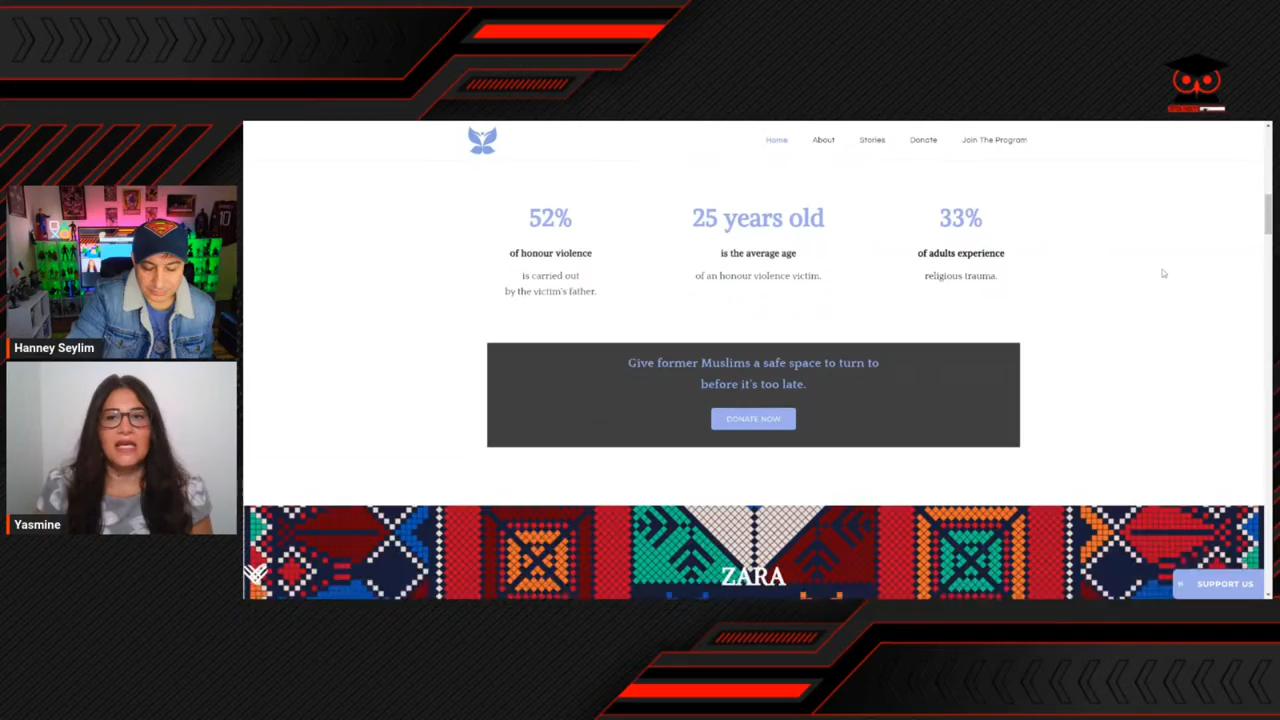 Home About Stories Donate Join The Program
52% 25 years old 33%
of honour violence is the average age of adults experience
is carried out of an honour violence victim. religious trauma.
by the victim's father.
Give former Muslims a safe space to turn to
before it's too late.
DONATE NOW
ZARA
SUPPORT US
Hanney Seylim
Yasmine
10